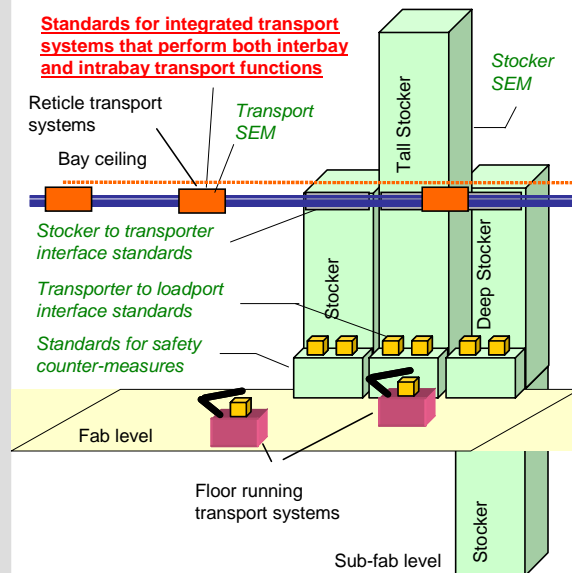 Standards for integrated transport
systems that perform both interbay
and intrabay transport functions
Reticle transport
systems
Transport
SEM
Stocker
SEM
Tall Stocker
Bay ceiling
Stocker to transporter
interface standards
Stocker
Deep Stocker
Transporter to loadport
interface standards
Standards for safety
counter-measures
Fab level
Floor running
transport systems
Stocker
Sub-fab level